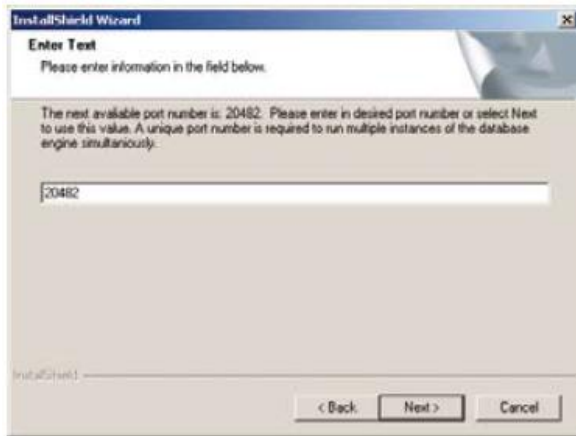 InstallShield Wizard
Enter Text
Please enter information in the field below.
The next available port number is: 20482. Please enter in desired port number or select Next
to use this value. A unique port number is required to run multiple instances of the database
engine simultaniously.
20482
InstallShield
< Back
Next >
Cancel